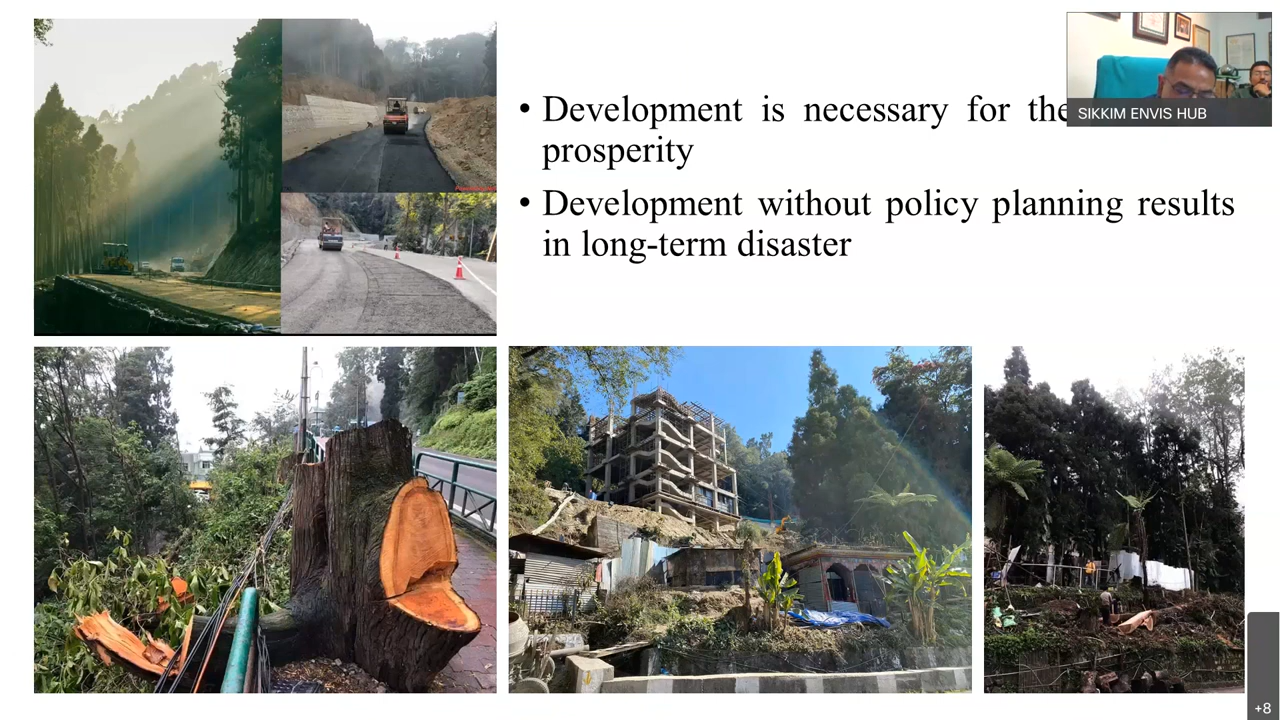 • Development is necessary for the
prosperity
• Development without policy planning results
in long-term disaster
SIKKIM ENVIS HUB
+8